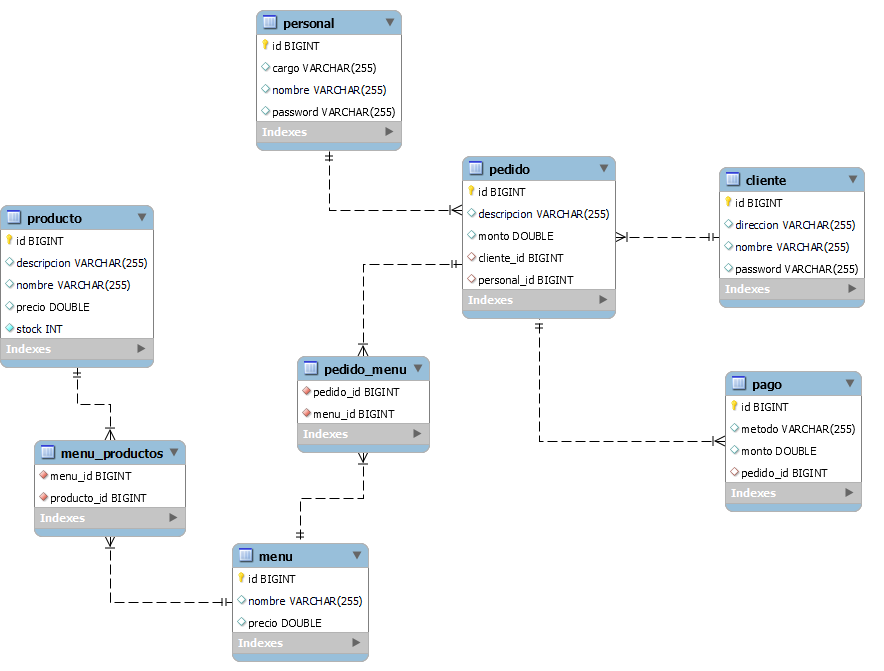 personal
id BIGINT
cargo VARCHAR(255)
nombre VARCHAR(255)
password VARCHAR(255)
Indexes
pedido
id BIGINT
descripcion VARCHAR(255)
monto DOUBLE
cliente_id BIGINT
personal_id BIGINT
Indexes
cliente
id BIGINT
direccion VARCHAR(255)
nombre VARCHAR(255)
password VARCHAR(255)
Indexes
producto
id BIGINT
descripcion VARCHAR(255)
nombre VARCHAR(255)
precio DOUBLE
stock INT
Indexes
pedido_menu
pedido_id BIGINT
menu_id BIGINT
Indexes
pago
id BIGINT
metodo VARCHAR(255)
monto DOUBLE
pedido_id BIGINT
Indexes
menu_productos
menu_id BIGINT
producto_id BIGINT
Indexes
menu
id BIGINT
nombre VARCHAR(255)
precio DOUBLE
Indexes